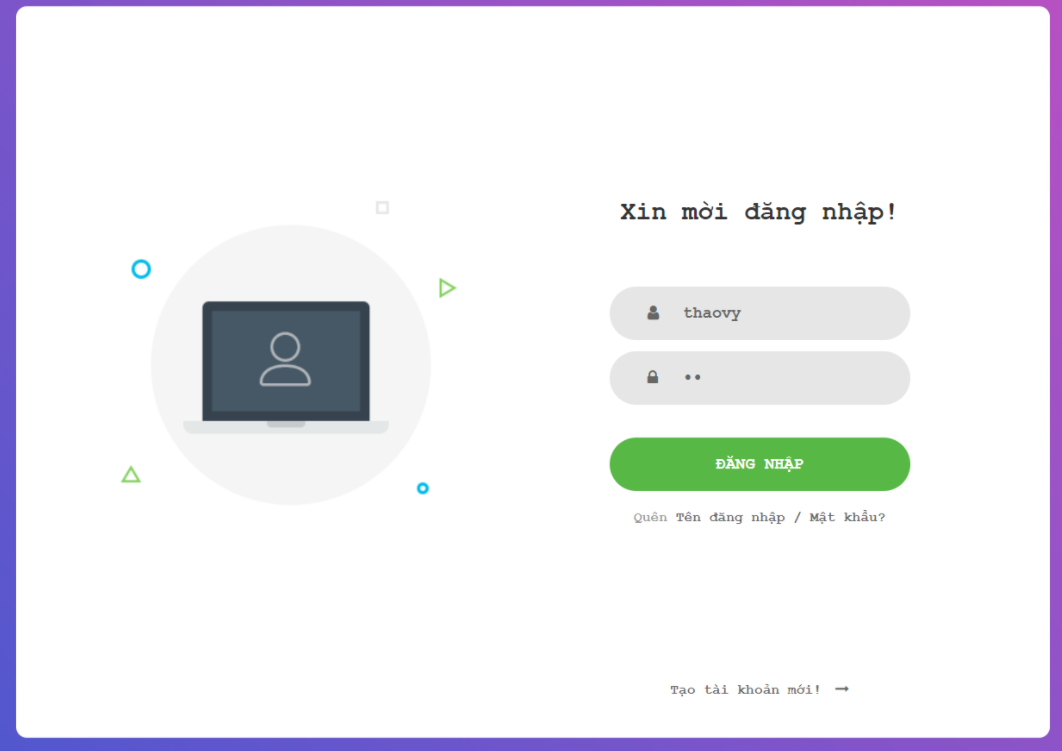 Xin mời đăng nhập!
thaovy
••
ĐĂNG NHẬP
Quên Tên đăng nhập / Mật khẩu?
Tạo tài khoản mới! →